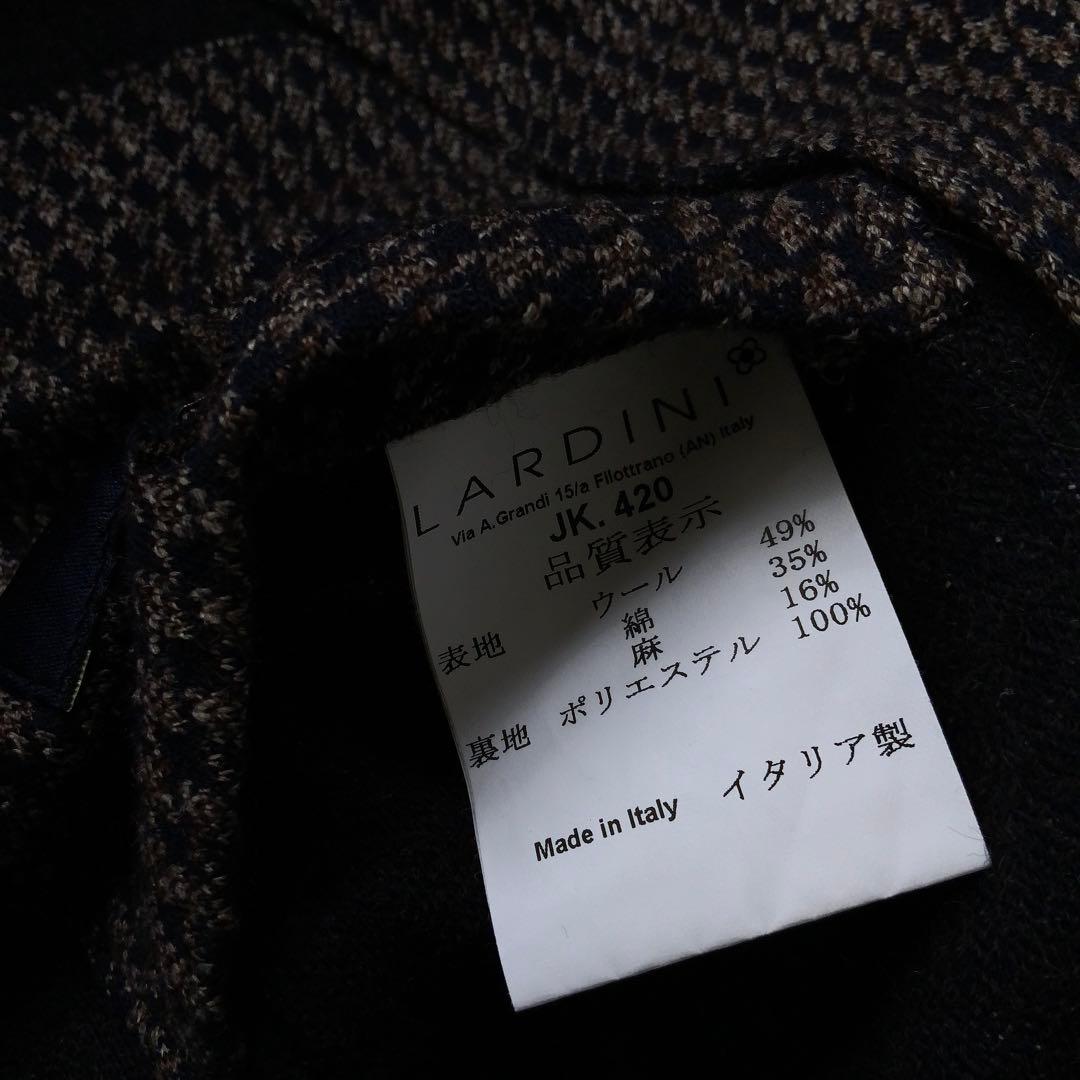 LARDINI
Via A.Grandi 15/a Filottrano (AN) Italy
JK. 420
品質表示
表地 ウール 49%
綿 35%
麻 16%
裏地 ポリエステル 100%
Made in Italy イタリア製